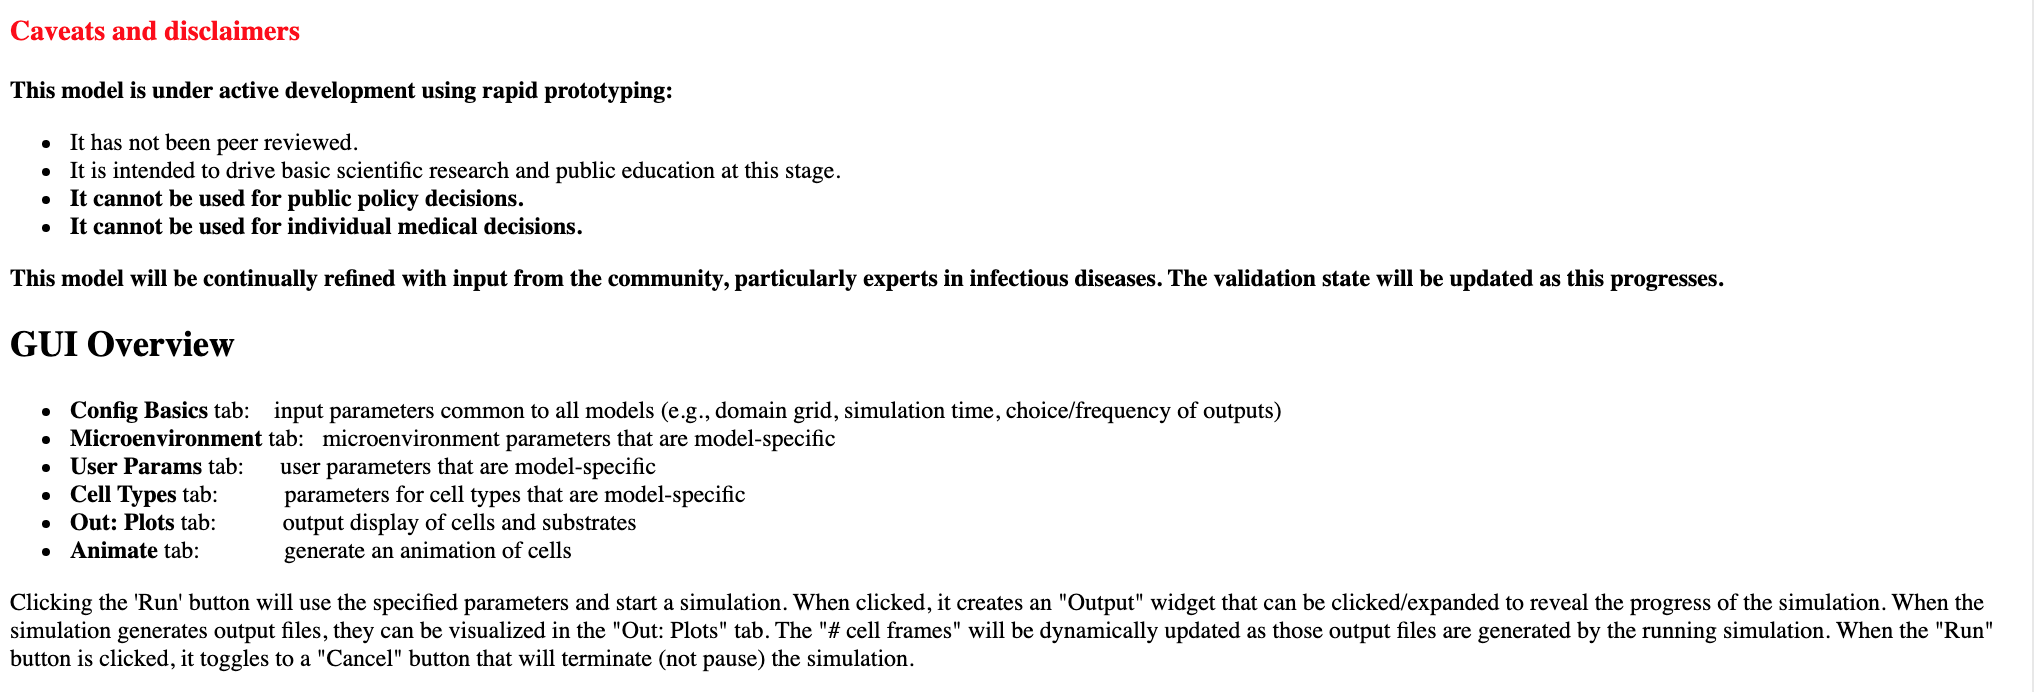 Caveats and disclaimers
This model is under active development using rapid prototyping:
• It has not been peer reviewed.
• It is intended to drive basic scientific research and public education at this stage.
• It cannot be used for public policy decisions.
• It cannot be used for individual medical decisions.
This model will be continually refined with input from the community, particularly experts in infectious diseases. The validation state will be updated as this progresses.
GUI Overview
• Config Basics tab: input parameters common to all models (e.g., domain grid, simulation time, choice/frequency of outputs)
• Microenvironment tab: microenvironment parameters that are model-specific
• User Params tab: user parameters that are model-specific
• Cell Types tab: parameters for cell types that are model-specific
• Out: Plots tab: output display of cells and substrates
• Animate tab: generate an animation of cells
Clicking the 'Run' button will use the specified parameters and start a simulation. When clicked, it creates an "Output" widget that can be clicked/expanded to reveal the progress of the simulation. When the
simulation generates output files, they can be visualized in the "Out: Plots" tab. The "# cell frames" will be dynamically updated as those output files are generated by the running simulation. When the "Run"
button is clicked, it toggles to a "Cancel" button that will terminate (not pause) the simulation.